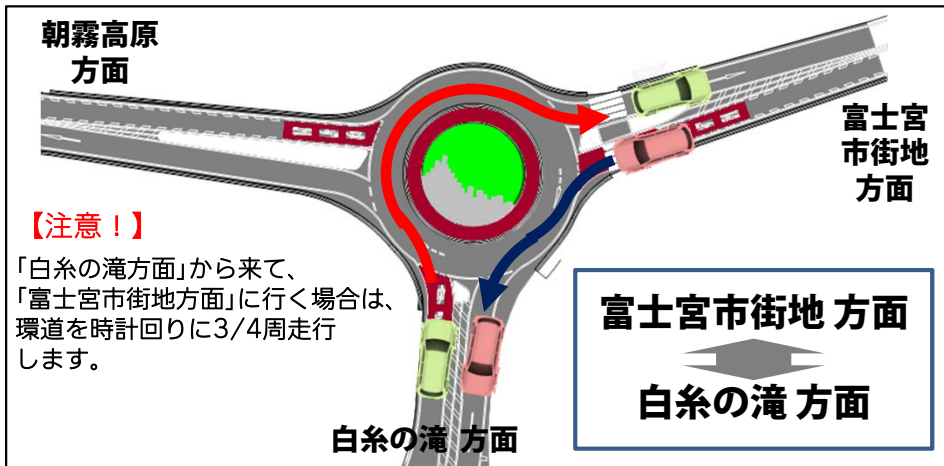 朝霧高原
方面
富士宮
市街地
方面
【注意！】
「白糸の滝方面」から来て、
「富士宮市街地方面」に行く場合は、
環道を時計回りに3/4周走行
します。
富士宮市街地 方面
白糸の滝 方面
白糸の滝 方面